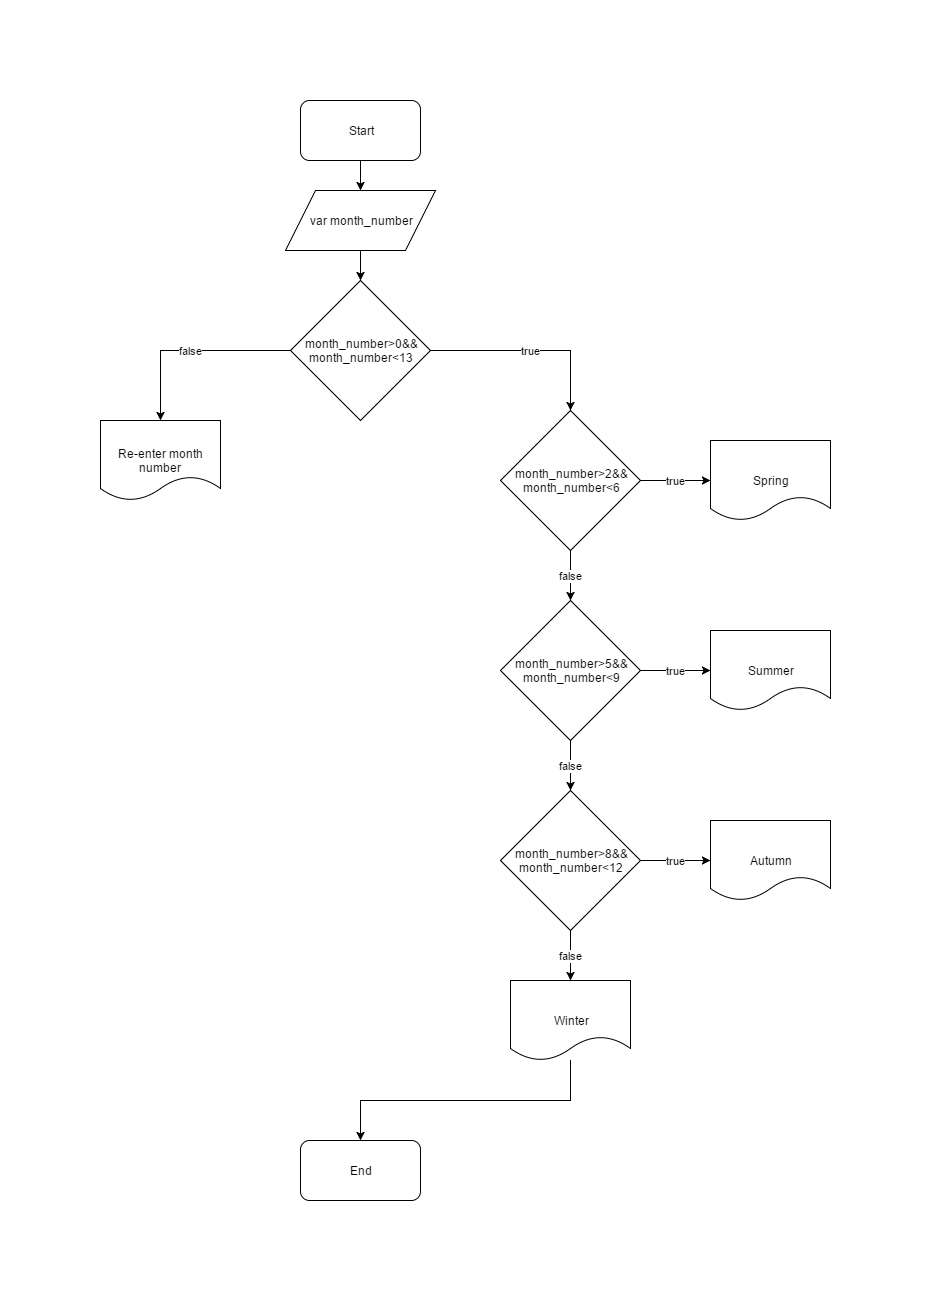 Start
var month_number
month_number>0&&
month_number<13
false
true
Re-enter month
number
month_number>2&&
month_number<6
true
Spring
false
month_number>5&&
month_number<9
true
Summer
false
month_number>8&&
month_number<12
true
Autumn
false
Winter
End